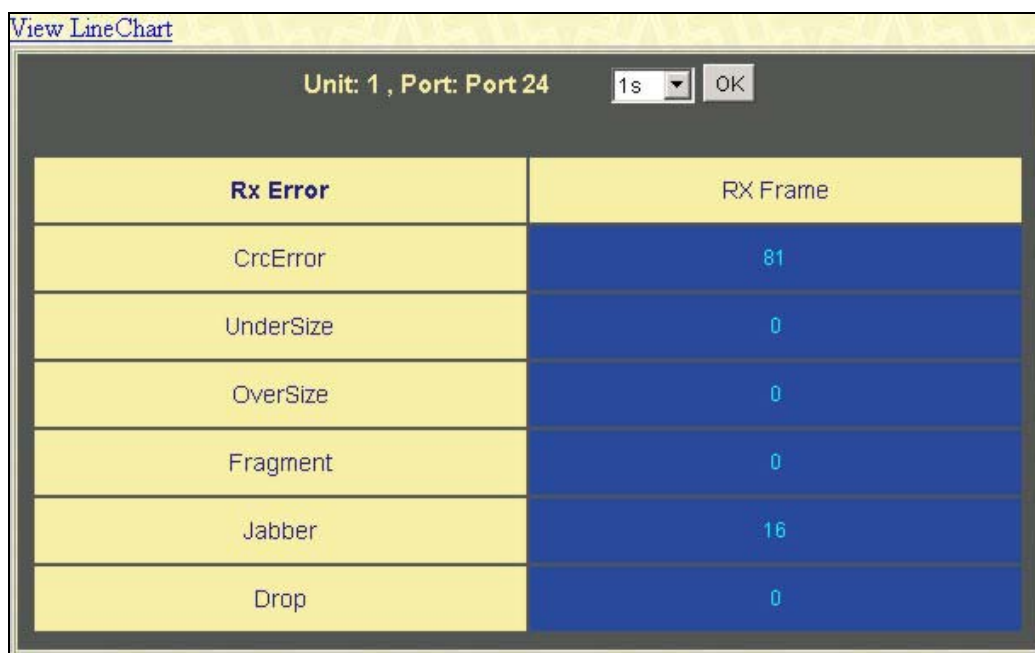 View LineChart
Unit: 1 , Port: Port 24 1s OK
Rx Error RX Frame
CrcError 81
UnderSize 0
OverSize 0
Fragment 0
Jabber 16
Drop 0